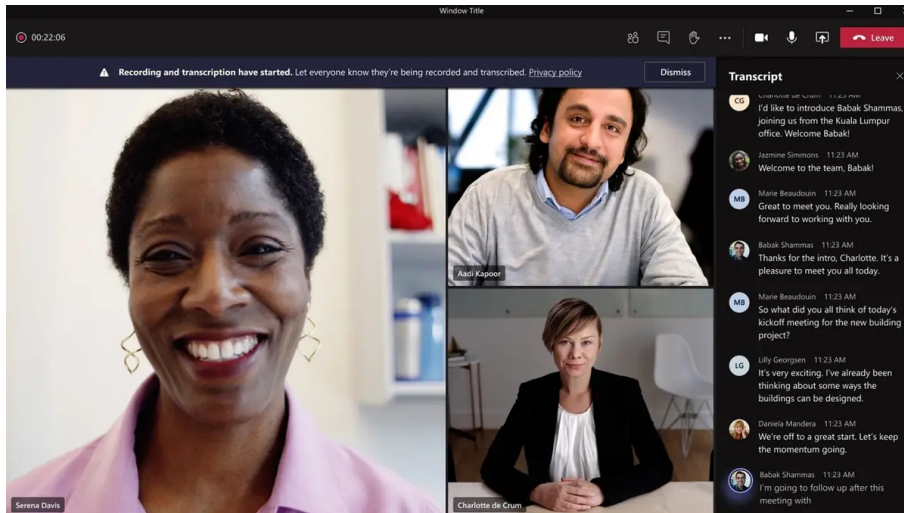 Window Title
00:22:06
Leave
Recording and transcription have started. Let everyone know they're being recorded and transcribed. Privacy policy
Dismiss
Serena Davis
Aadi Kapoor
Charlotte de Crum
Transcript
CG
Charlotte de Crum 11:23 AM
I'd like to introduce Babak Shammas,
joining us from the Kuala Lumpur
office. Welcome Babak!
Jazmine Simmons 11:23 AM
Welcome to the team, Babak!
MB
Marie Beaudouin 11:23 AM
Great to meet you. Really looking
forward to working with you.
Babak Shammas 11:23 AM
Thanks for the intro, Charlotte. It's a
pleasure to meet you all today.
MB
Marie Beaudouin 11:23 AM
So what did you all think of today's
kickoff meeting for the new building
project?
LG
Lilly Georgsen 11:23 AM
It's very exciting. I've already been
thinking about some ways the
buildings can be designed.
Daniela Mandera 11:23 AM
We're off to a great start. Let's keep
the momentum going.
Babak Shammas 11:23 AM
I'm going to follow up after this
meeting with